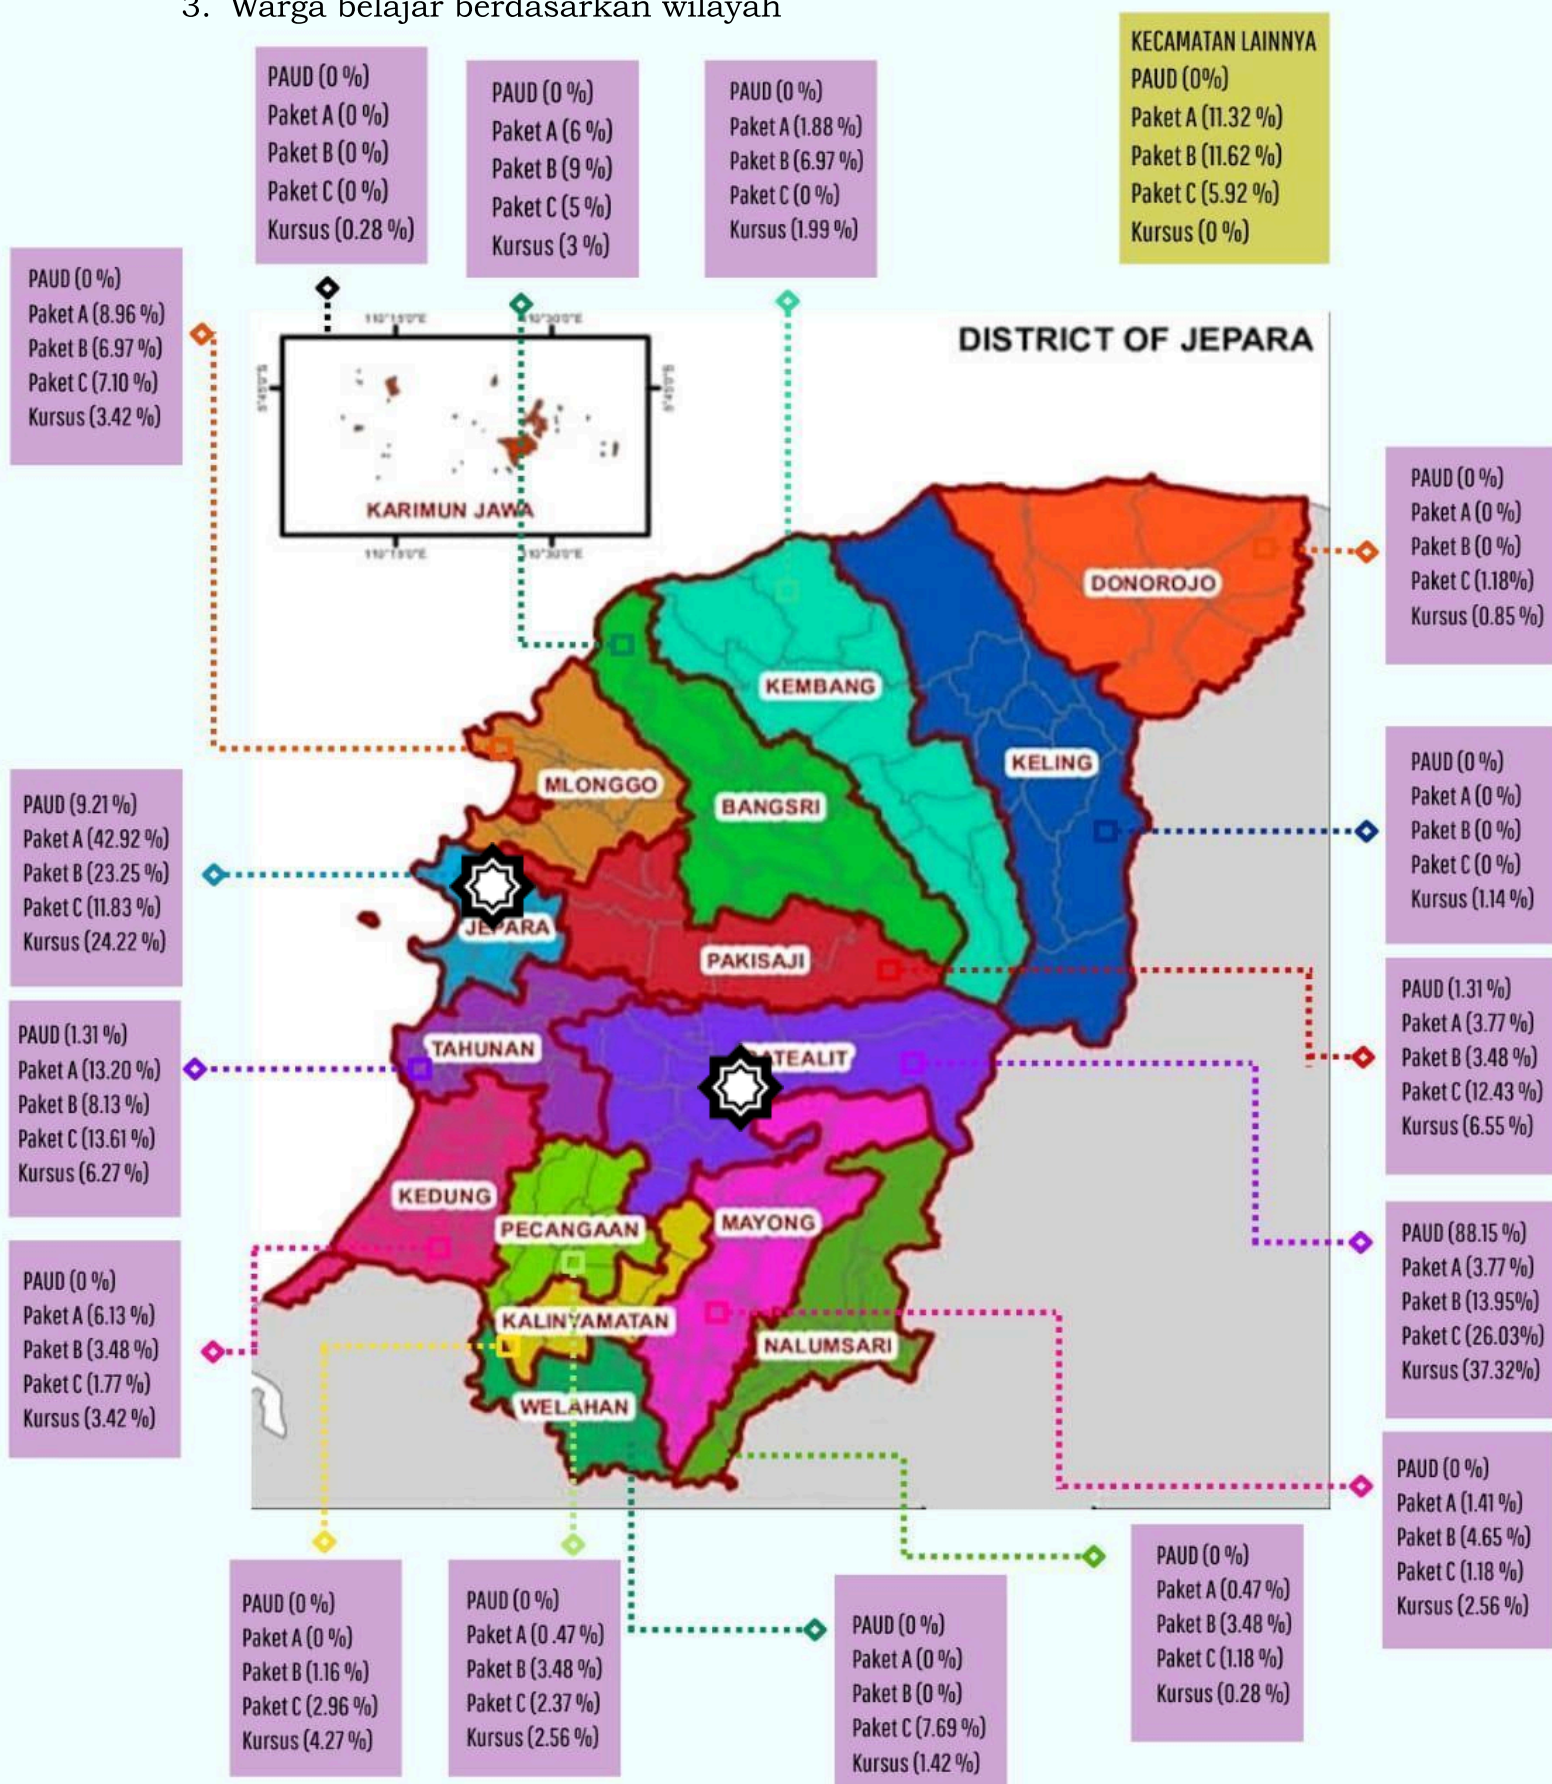 3. Warga belajar berdasarkan wilayah
KECAMATAN LAINNYA
PAUD (0%)
Paket A (11.32 %)
Paket B (11.62 %)
Paket C (5.92 %)
Kursus (0 %)
PAUD (0 %)
Paket A (0 %)
Paket B (0 %)
Paket C (0 %)
Kursus (0.28 %)
PAUD (0 %)
Paket A (6 %)
Paket B (9 %)
Paket C (5 %)
Kursus (3 %)
PAUD (0 %)
Paket A (1.88 %)
Paket B (6.97 %)
Paket C (0 %)
Kursus (1.99 %)
PAUD (0 %)
Paket A (8.96 %)
Paket B (6.97 %)
Paket C (7.10 %)
Kursus (3.42 %)
DISTRICT OF JEPARA
KARIMUN JAWA
PAUD (0 %)
Paket A (0 %)
Paket B (0 %)
Paket C (1.18%)
Kursus (0.85 %)
DONOROJO
KEMBANG
KELING
MLONGGO
BANGSRI
PAUD (0 %)
Paket A (0 %)
Paket B (0 %)
Paket C (0 %)
Kursus (1.14 %)
PAUD (9.21 %)
Paket A (42.92 %)
Paket B (23.25 %)
Paket C (11.83 %)
Kursus (24.22 %)
JEPARA
PAKISAJI
PAUD (1.31 %)
Paket A (3.77 %)
Paket B (3.48 %)
Paket C (12.43 %)
Kursus (6.55 %)
PAUD (1.31 %)
Paket A (13.20 %)
Paket B (8.13 %)
Paket C (13.61 %)
Kursus (6.27 %)
TAHUNAN
ATEALIT
KEDUNG
PECANGAAN
MAYONG
PAUD (88.15 %)
Paket A (3.77 %)
Paket B (13.95%)
Paket C (26.03%)
Kursus (37.32%)
PAUD (0 %)
Paket A (6.13 %)
Paket B (3.48 %)
Paket C (1.77 %)
Kursus (3.42 %)
KALINYAMATAN
NALUMSARI
WELAHAN
PAUD (0 %)
Paket A (1.41 %)
Paket B (4.65 %)
Paket C (1.18 %)
Kursus (2.56 %)
PAUD (0 %)
Paket A (0 %)
Paket B (1.16 %)
Paket C (2.96 %)
Kursus (4.27 %)
PAUD (0 %)
Paket A (0 .47 %)
Paket B (3.48 %)
Paket C (2.37 %)
Kursus (2.56 %)
PAUD (0 %)
Paket A (0 %)
Paket B (0 %)
Paket C (7.69 %)
Kursus (1.42 %)
PAUD (0 %)
Paket A (0.47 %)
Paket B (3.48 %)
Paket C (1.18 %)
Kursus (0.28 %)